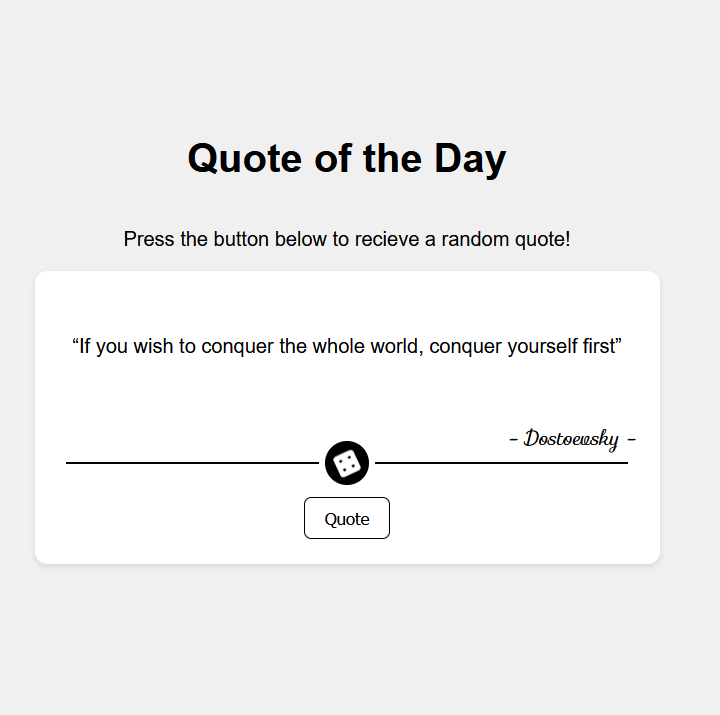 Quote of the Day
Press the button below to recieve a random quote!
“If you wish to conquer the whole world, conquer yourself first”
- Dostoevsky -
Quote